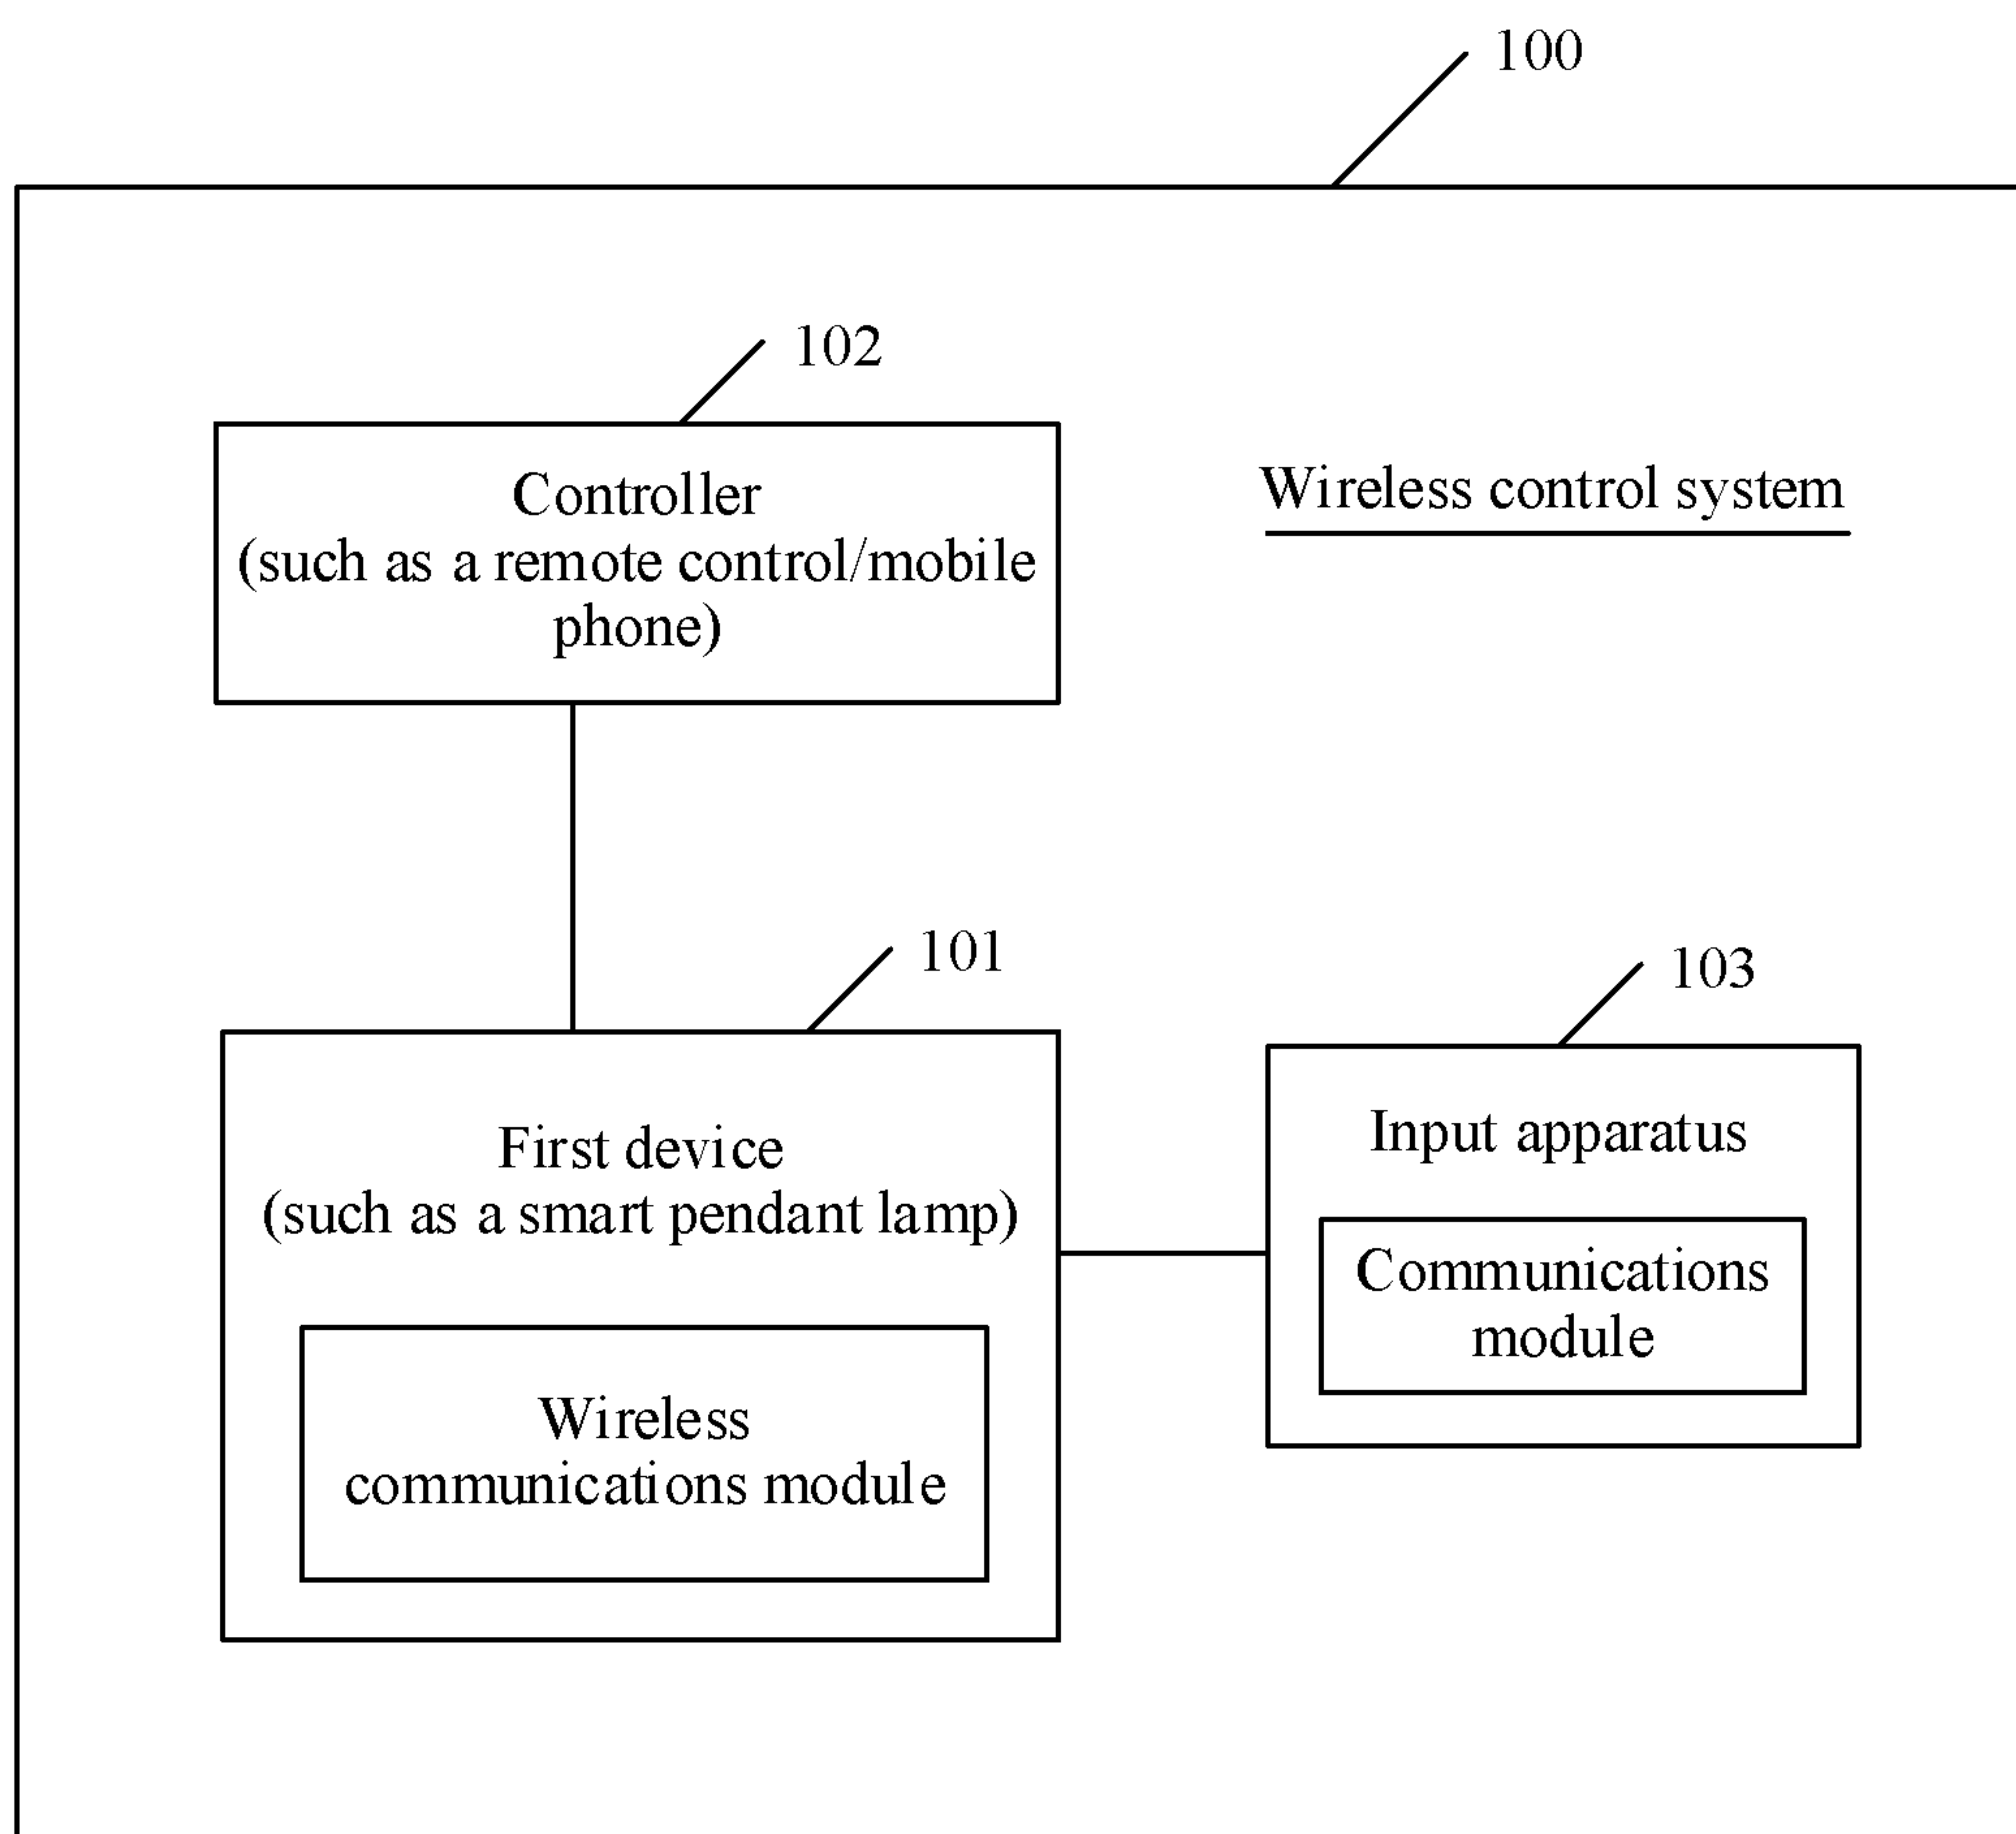 100
102
Controller
(such as a remote control/mobile
phone)
Wireless control system
101
First device
(such as a smart pendant lamp)
Wireless
communications module
103
Input apparatus
Communications
module